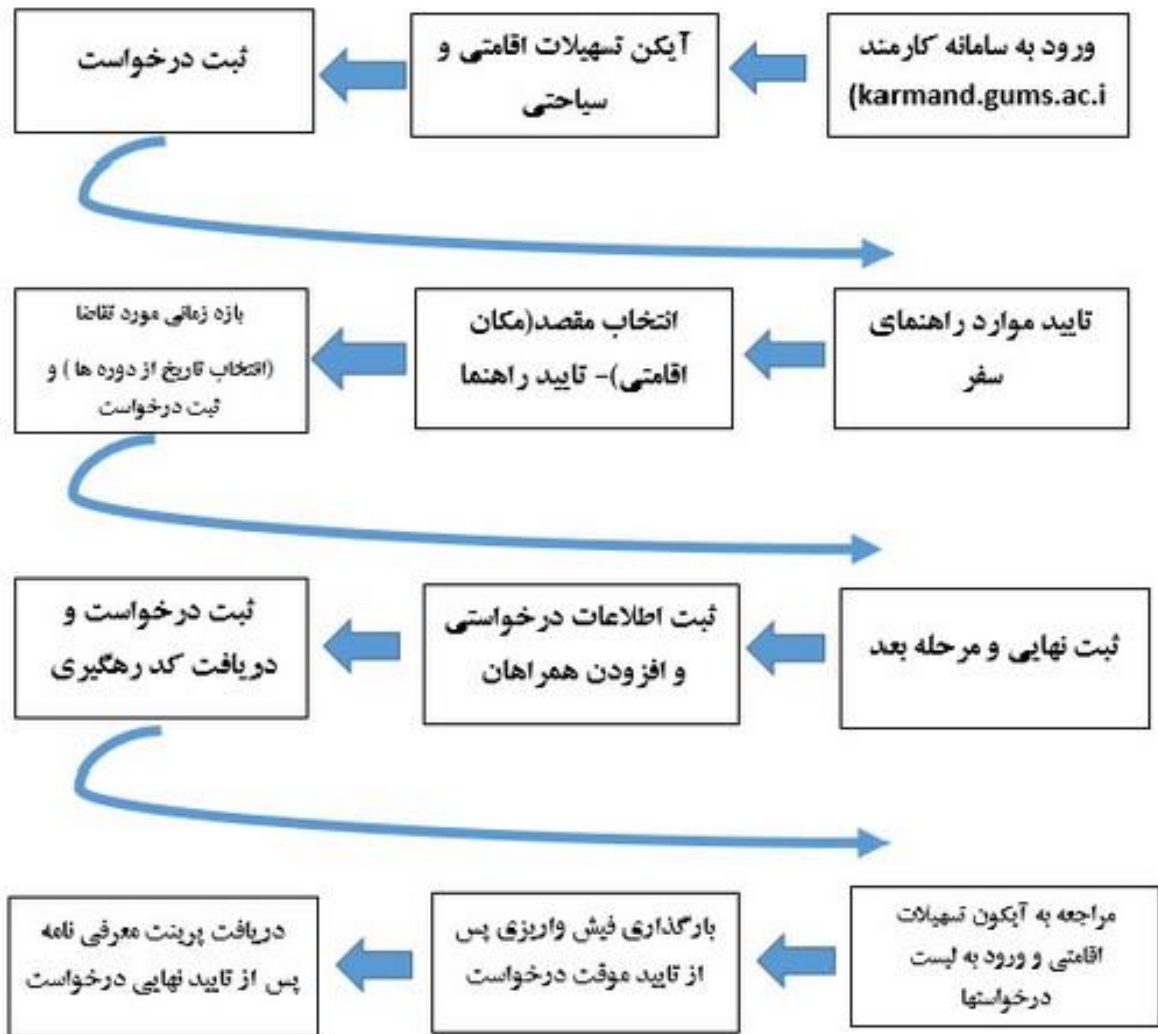 ورود به سامانه کارمند
(karmand.gums.ac.i
آیکن تسهیلات اقامتی و
سیاحتی
ثبت درخواست
تایید موارد راهنمای
سفر
انتخاب مقصد(مکان
اقامتی)- تایید راهنما
بازه زمانی مورد تقاضا
(انتخاب تاریخ از دوره ها ) و
ثبت درخواست
ثبت نهایی و مرحله بعد
ثبت اطلاعات درخواستی
و افزودن همراهان
ثبت درخواست و
دریافت کد رهگیری
مراجعه به آیکون تسهیلات
اقامتی و ورود به لیست
درخواستها
بارگذاری فیش واریزی پس
از تایید موقت درخواست
دریافت پرینت معرفی نامه
پس از تایید نهایی درخواست